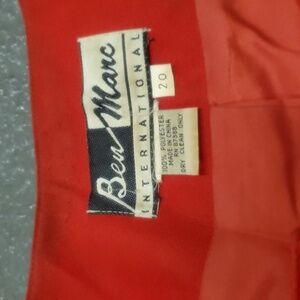 Ben Marc
INTERNATIONAL
20
100% POLYESTER
MADE IN CHINA
DRY CLEAN ONLY